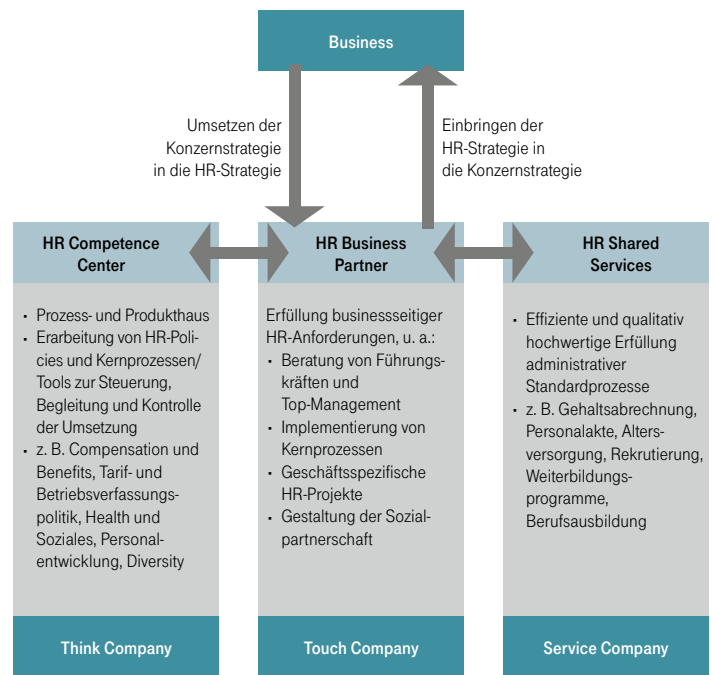 Business
Umsetzen der
Konzernstrategie
in die HR-Strategie
Einbringen der
HR-Strategie in
die Konzernstrategie
HR Competence
Center
· Prozess- und Produkthaus
· Erarbeitung von HR-Poli-
cies und Kernprozessen/
Tools zur Steuerung,
Begleitung und Kontrolle
der Umsetzung
· z. B. Compensation und
Benefits, Tarif- und
Betriebsverfassungs-
politik, Health und
Soziales, Personal-
entwicklung, Diversity
Think Company
HR Business
Partner
Erfüllung businessseitiger
HR-Anforderungen, u. a.:
· Beratung von Führungs-
kräften und
Top-Management
· Implementierung von
Kernprozessen
· Geschäftsspezifische
HR-Projekte
· Gestaltung der Sozial-
partnerschaft
Touch Company
HR Shared
Services
· Effiziente und qualitativ
hochwertige Erfüllung
administrativer
Standardprozesse
· z. B. Gehaltsabrechnung,
Personalakte, Alters-
versorgung, Rekrutierung,
Weiterbildungs-
programme,
Berufsausbildung
Service Company